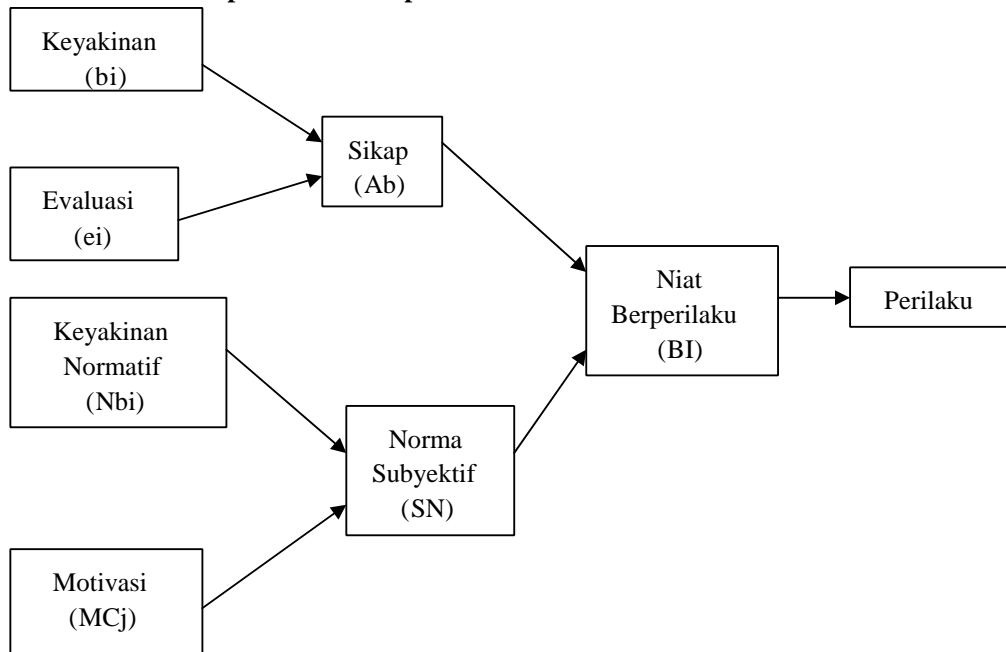 Keyakinan
(bi)
Sikap
(Ab)
Evaluasi
(ei)
Niat
Berperilaku
(BI)
Perilaku
Keyakinan
Normatif
(Nbi)
Norma
Subyektif
(SN)
Motivasi
(MCj)